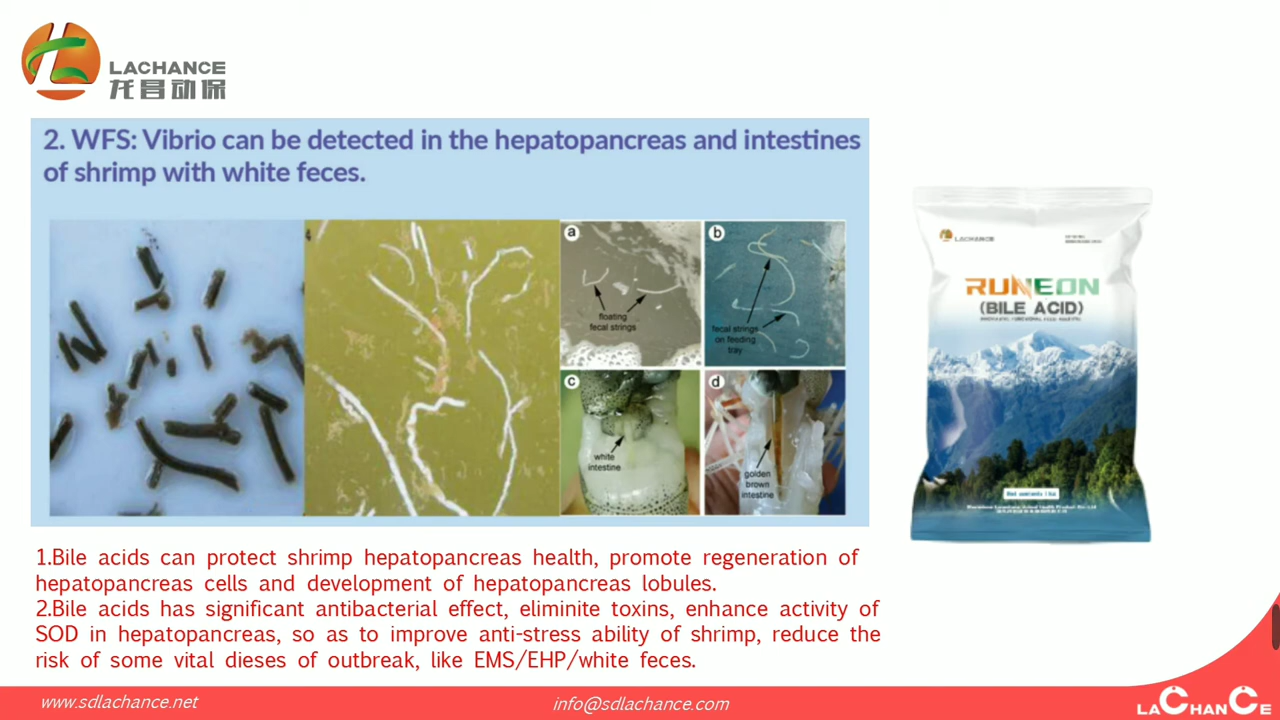 LACHANCE
龙昌动保
2. WFS: Vibrio can be detected in the hepatopancreas and intestines
of shrimp with white feces.
4
a
floating
fecal strings
b
fecal strings
on feeding
tray
c
white
intestine
d
golden
brown
intestine
LACHANCE
RUNEON
(BILE ACID)
Net contents 1 kg
1.Bile acids can protect shrimp hepatopancreas health, promote regeneration of
hepatopancreas cells and development of hepatopancreas lobules.
2.Bile acids has significant antibacterial effect, eliminite toxins, enhance activity of
SOD in hepatopancreas, so as to improve anti-stress ability of shrimp, reduce the
risk of some vital dieses of outbreak, like EMS/EHP/white feces.
www.sdlachance.net
info@sdlachance.com
LACHANCE